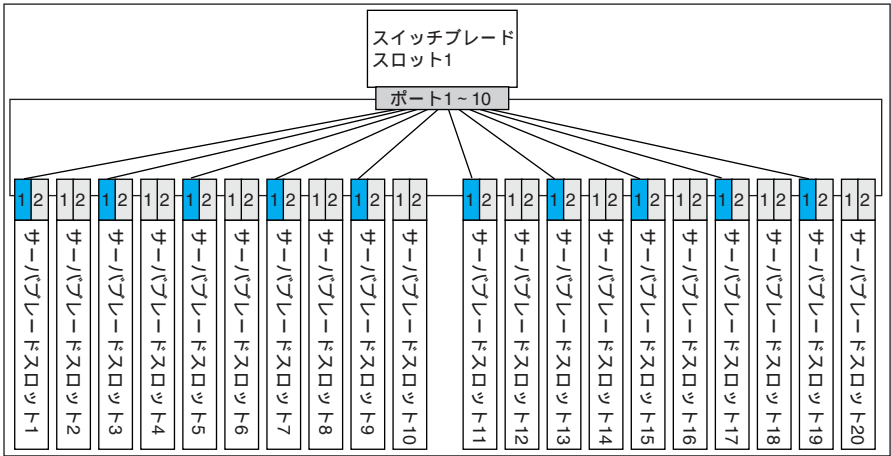 スイッチブレード
スロット1
ポート1~10
1 2 1 2 1 2 1 2 1 2 1 2 1 2 1 2 1 2 1 2 1 2 1 2 1 2 1 2 1 2 1 2 1 2 1 2 1 2 1 2
サーバブレードスロット1
サーバブレードスロット2
サーバブレードスロット3
サーバブレードスロット4
サーバブレードスロット5
サーバブレードスロット6
サーバブレードスロット7
サーバブレードスロット8
サーバブレードスロット9
サーバブレードスロット10
サーバブレードスロット11
サーバブレードスロット12
サーバブレードスロット13
サーバブレードスロット14
サーバブレードスロット15
サーバブレードスロット16
サーバブレードスロット17
サーバブレードスロット18
サーバブレードスロット19
サーバブレードスロット20